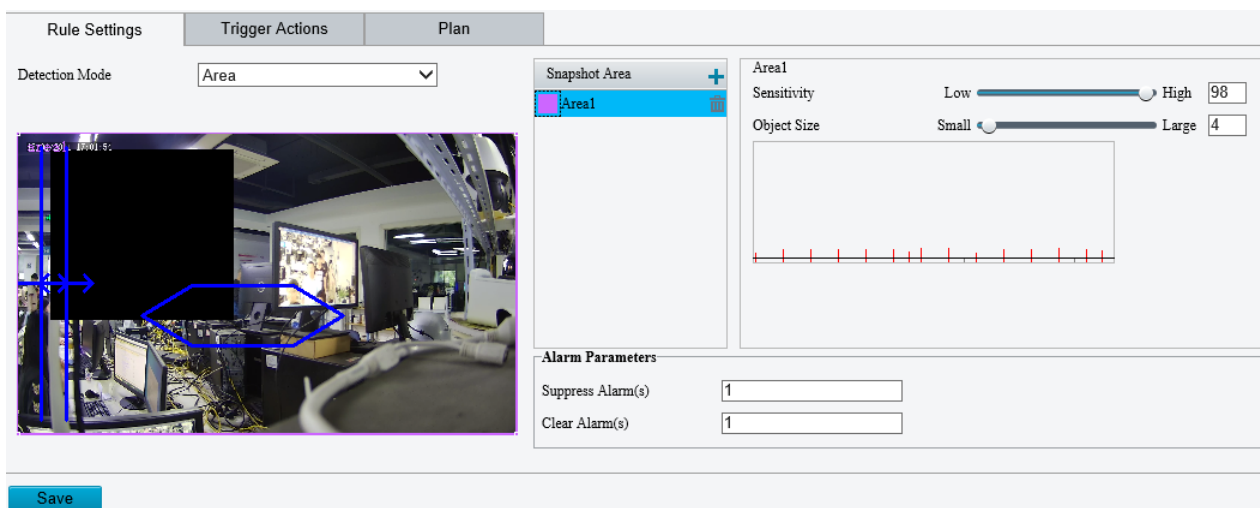 Rule Settings Trigger Actions Plan
Detection Mode Area
Snapshot Area
Area1
Area1
Sensitivity Low High 98
Object Size Small Large 4
Alarm Parameters
Suppress Alarm(s) 1
Clear Alarm(s) 1
Save